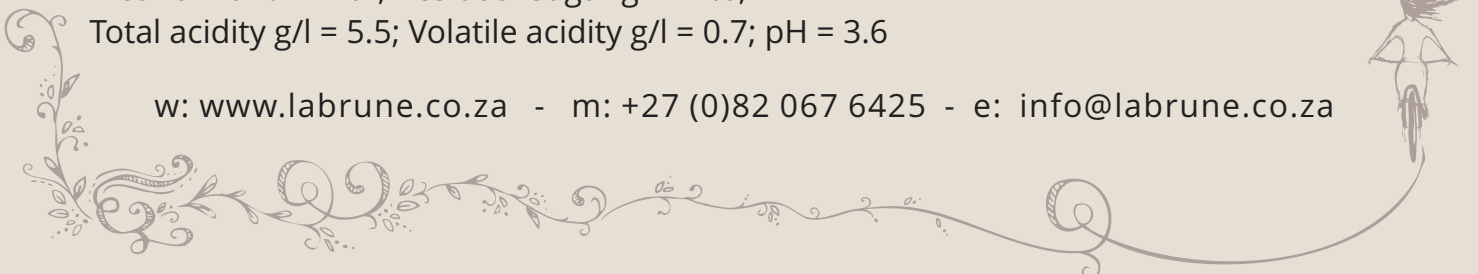 Total acidity g/l = 5.5; Volatile acidity g/l = 0.7; pH = 3.6
w: www.labrune.co.za - m: +27 (0)82 067 6425 - e: info@labrune.co.za